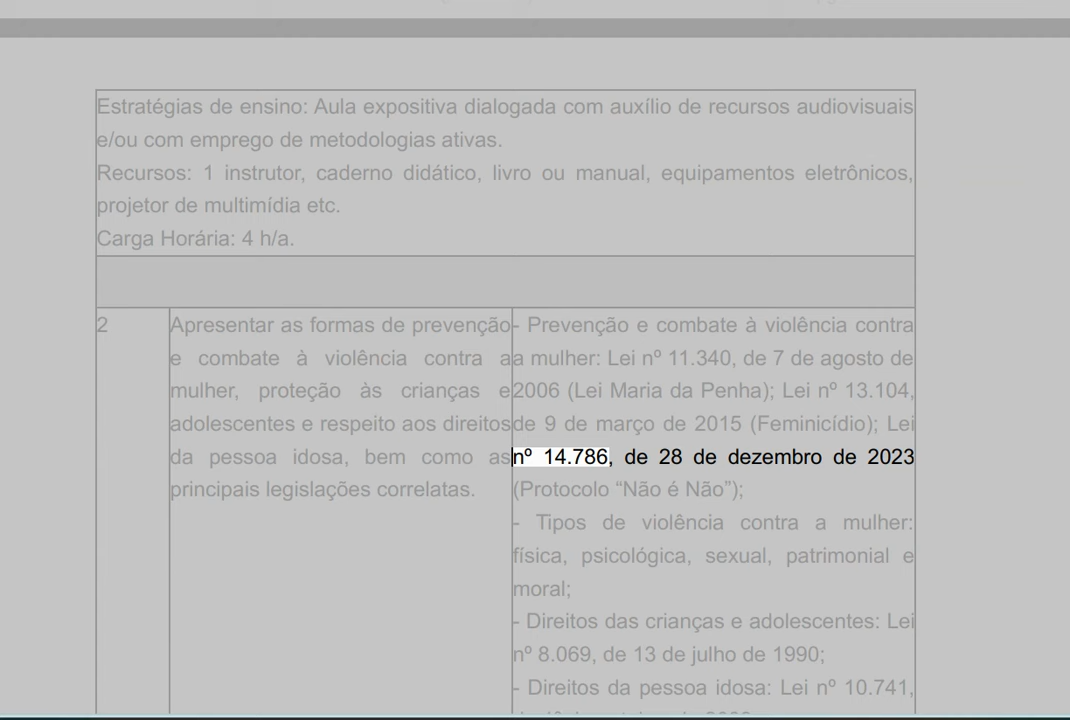 Estratégias de ensino: Aula expositiva dialogada com auxílio de recursos audiovisuais
e/ou com emprego de metodologias ativas.
Recursos: 1 instrutor, caderno didático, livro ou manual, equipamentos eletrônicos,
projetor de multimídia etc.
Carga Horária: 4 h/a.
2
Apresentar as formas de prevenção
e combate à violência contra a
mulher, proteção às crianças e
adolescentes e respeito aos direitos
da pessoa idosa, bem como as
principais legislações correlatas.
- Prevenção e combate à violência contra
a mulher: Lei nº 11.340, de 7 de agosto de
2006 (Lei Maria da Penha); Lei nº 13.104,
de 9 de março de 2015 (Feminicídio); Lei
nº 14.786, de 28 de dezembro de 2023
(Protocolo “Não é Não”);
- Tipos de violência contra a mulher:
física, psicológica, sexual, patrimonial e
moral;
- Direitos das crianças e adolescentes: Lei
nº 8.069, de 13 de julho de 1990;
- Direitos da pessoa idosa: Lei nº 10.741,